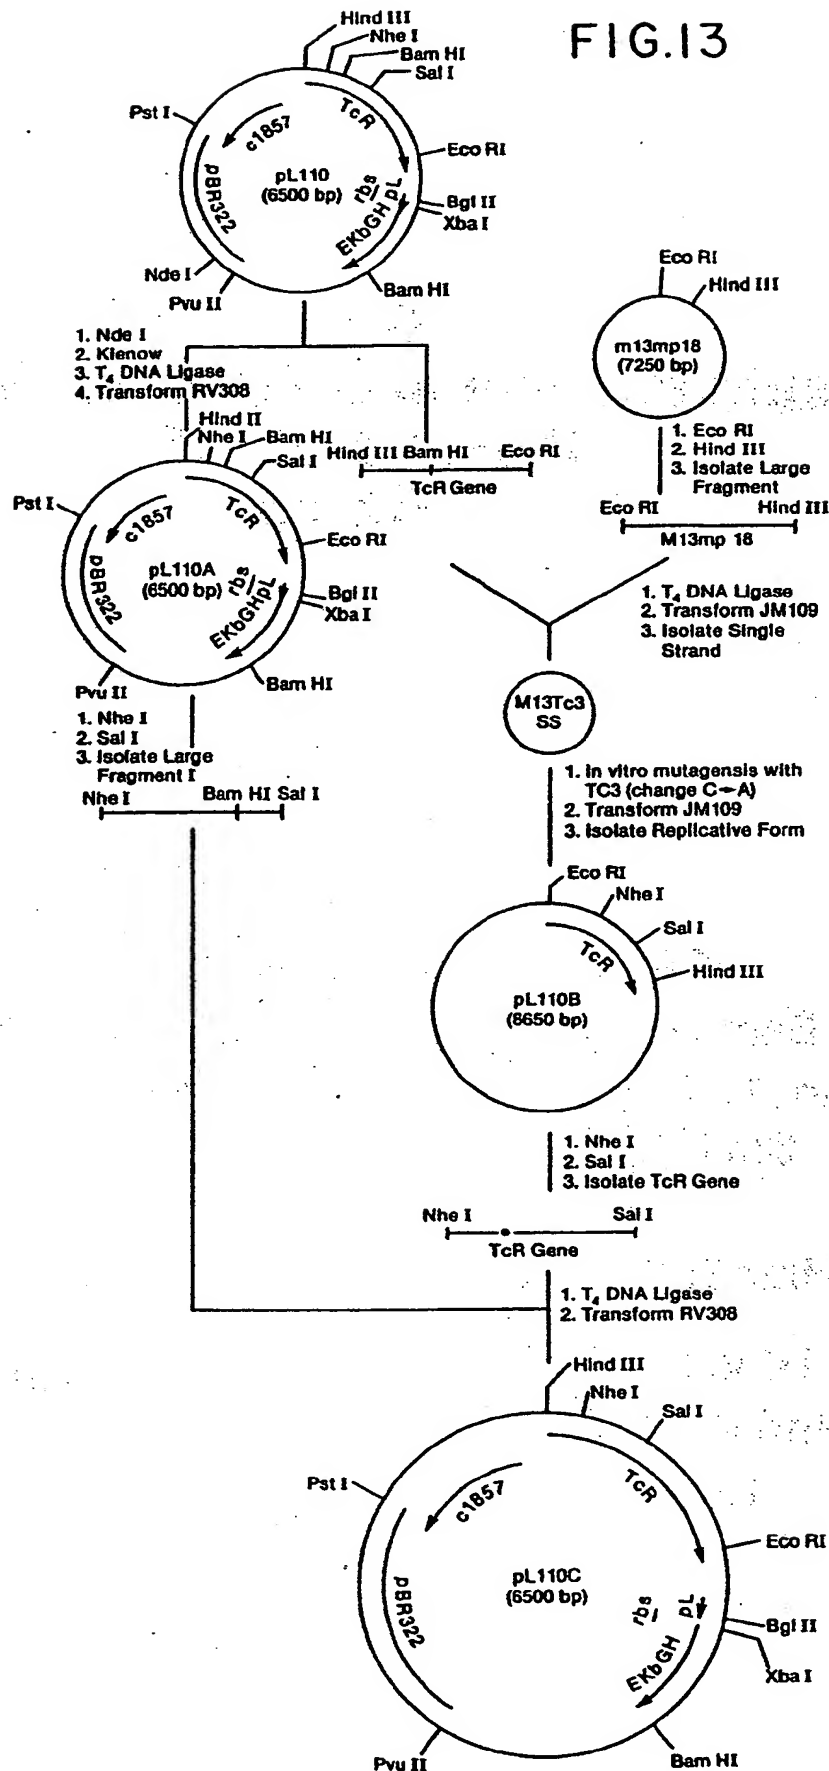 FIG.13
Hind III
Nhe I
Bam HI
Sal I
Pst I
TcR
c1857
Eco RI
pL110
(6500 bp)
pBR322
rbs
pL
EKbGH
Bgl II
Xba I
Nde I
Pvu II
Bam HI
Eco RI
Hind III
m13mp18
(7250 bp)
1. Nde I
2. Klenow
3. T4 DNA Ligase
4. Transform RV308
1. Eco RI
2. Hind III
3. Isolate Large
Fragment
Hind III Bam HI Eco RI
TcR Gene
Eco RI Hind III
M13mp 18
Hind II
Nhe I
Bam HI
Sal I
Pst I
TcR
c1857
Eco RI
pL110A
(6500 bp)
pBR322
rbs
pL
EKbGH
Bgl II
Xba I
Pvu II
Bam HI
1. T4 DNA Ligase
2. Transform JM109
3. Isolate Single
Strand
M13Tc3
SS
1. Nhe I
2. Sal I
3. Isolate Large
Fragment I
Nhe I Bam HI Sal I
1. In vitro mutagensis with
TC3 (change C→A)
2. Transform JM109
3. Isolate Replicative Form
Eco RI
Nhe I
Sal I
Hind III
TcR
pL110B
(8650 bp)
1. Nhe I
2. Sal I
3. Isolate TcR Gene
Nhe I Sal I
TcR Gene
1. T4 DNA Ligase
2. Transform RV308
Hind III
Nhe I
Sal I
Pst I
TcR
c1857
Eco RI
pL110C
(6500 bp)
pBR322
rbs
pL
EKbGH
Bgl II
Xba I
Pvu II
Bam HI